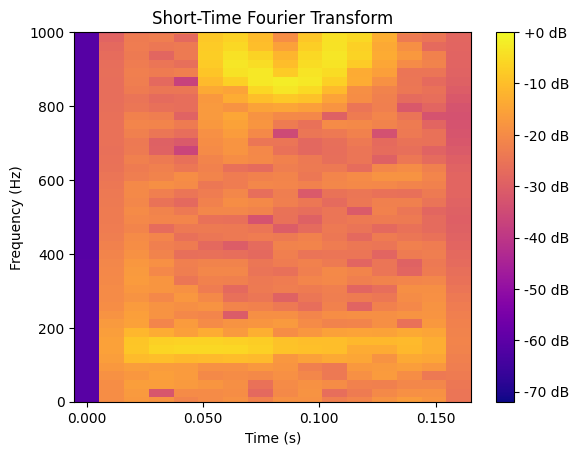 Short-Time Fourier Transform
1000
800
600
400
200
0
Frequency (Hz)
0.000
0.050
0.100
0.150
Time (s)
+0 dB
-10 dB
-20 dB
-30 dB
-40 dB
-50 dB
-60 dB
-70 dB